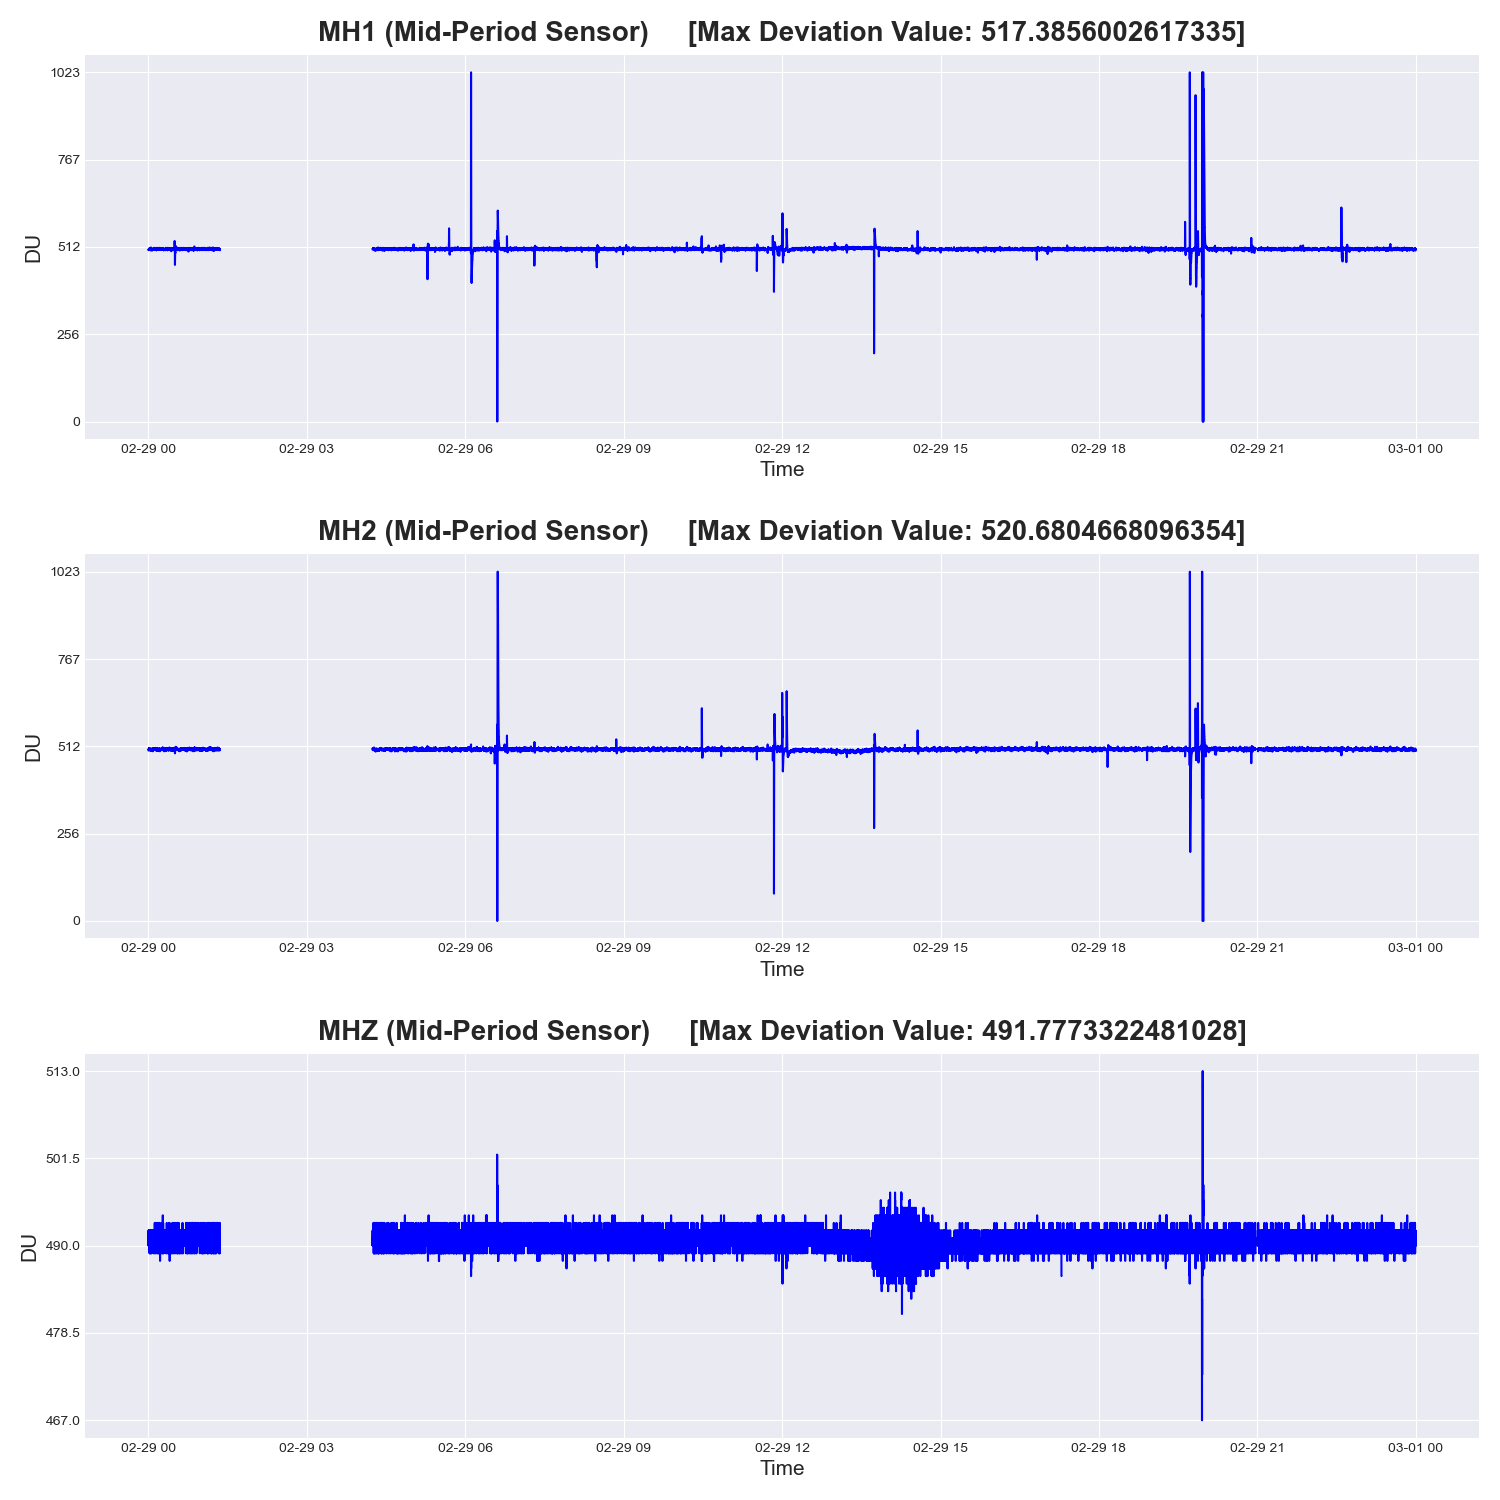 MH1 (Mid-Period Sensor) [Max Deviation Value: 517.3856002617335]
1023
767
512
256
0
DU
02-29 00 02-29 03 02-29 06 02-29 09 02-29 12 02-29 15 02-29 18 02-29 21 03-01 00
Time
MH2 (Mid-Period Sensor) [Max Deviation Value: 520.6804668096354]
1023
767
512
256
0
DU
02-29 00 02-29 03 02-29 06 02-29 09 02-29 12 02-29 15 02-29 18 02-29 21 03-01 00
Time
MHZ (Mid-Period Sensor) [Max Deviation Value: 491.7773322481028]
513.0
501.5
490.0
478.5
467.0
DU
02-29 00 02-29 03 02-29 06 02-29 09 02-29 12 02-29 15 02-29 18 02-29 21 03-01 00
Time